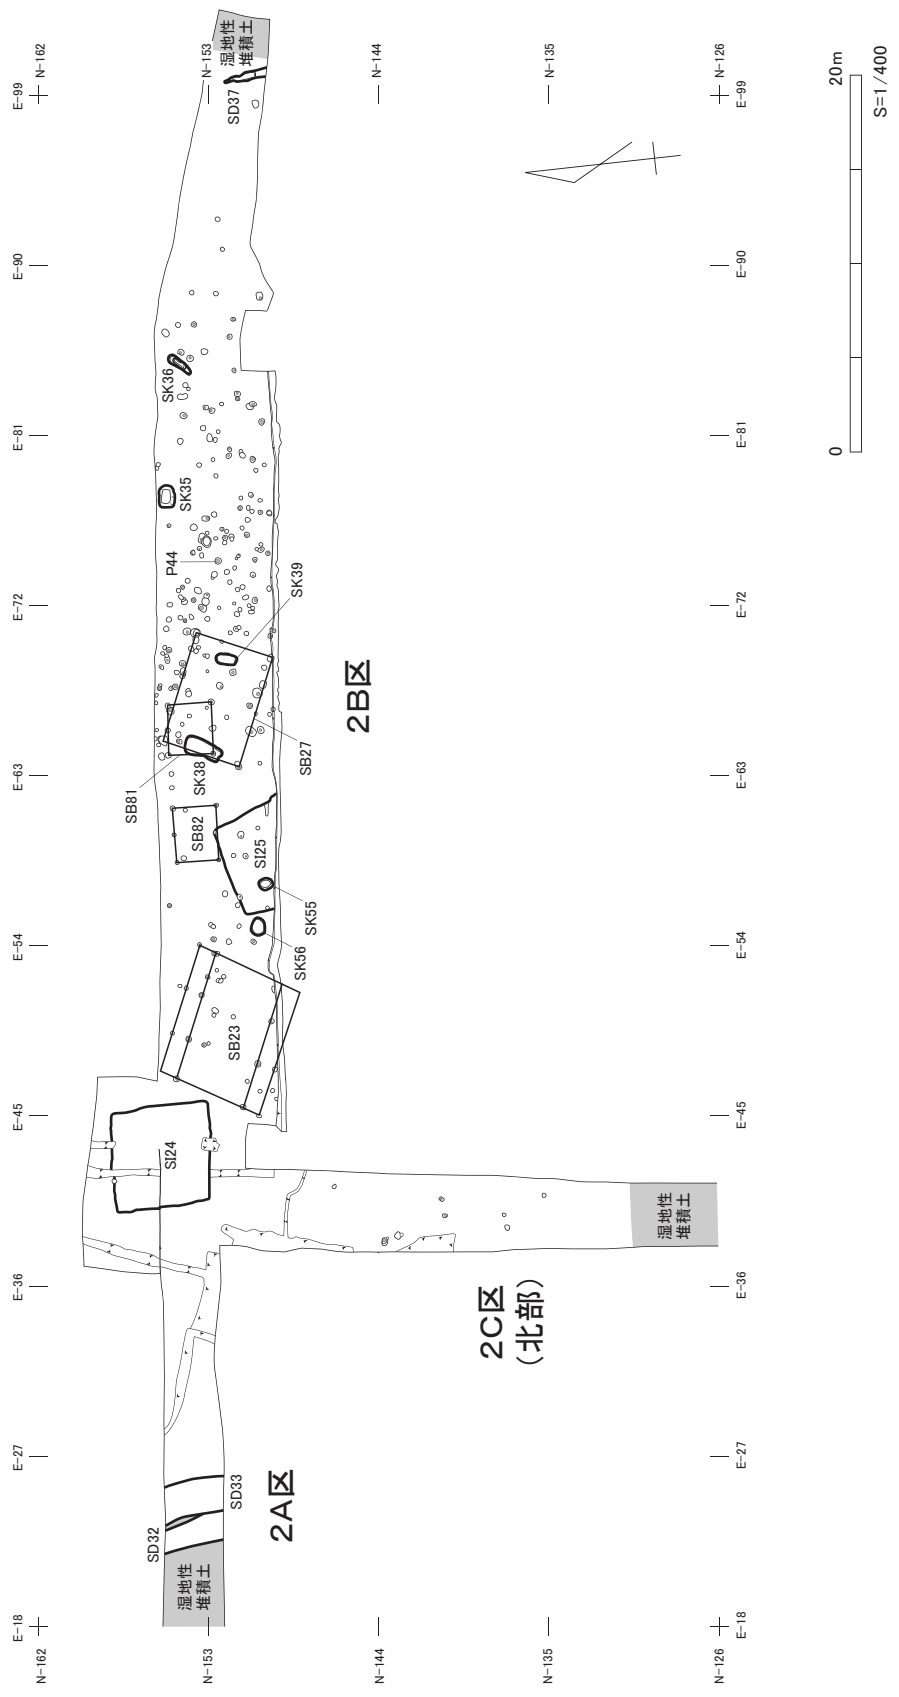 N-162
N-153
N-144
N-135
N-126
E-99
E-99
湿地性
堆積土
SD37
20m
0
S=1/400
E-90
E-90
SK36
E-81
E-81
SK35
P44
SK39
E-72
E-72
2B区
SB27
SK38
SB81
E-63
E-63
SB82
SI25
SK55
SK56
E-54
E-54
SB23
E-45
E-45
SI24
湿地性
堆積土
E-36
E-36
2C区
(北部)
E-27
E-27
SD33
SD32
2A区
湿地性
堆積土
E-18
E-18
N-162
N-153
N-144
N-135
N-126